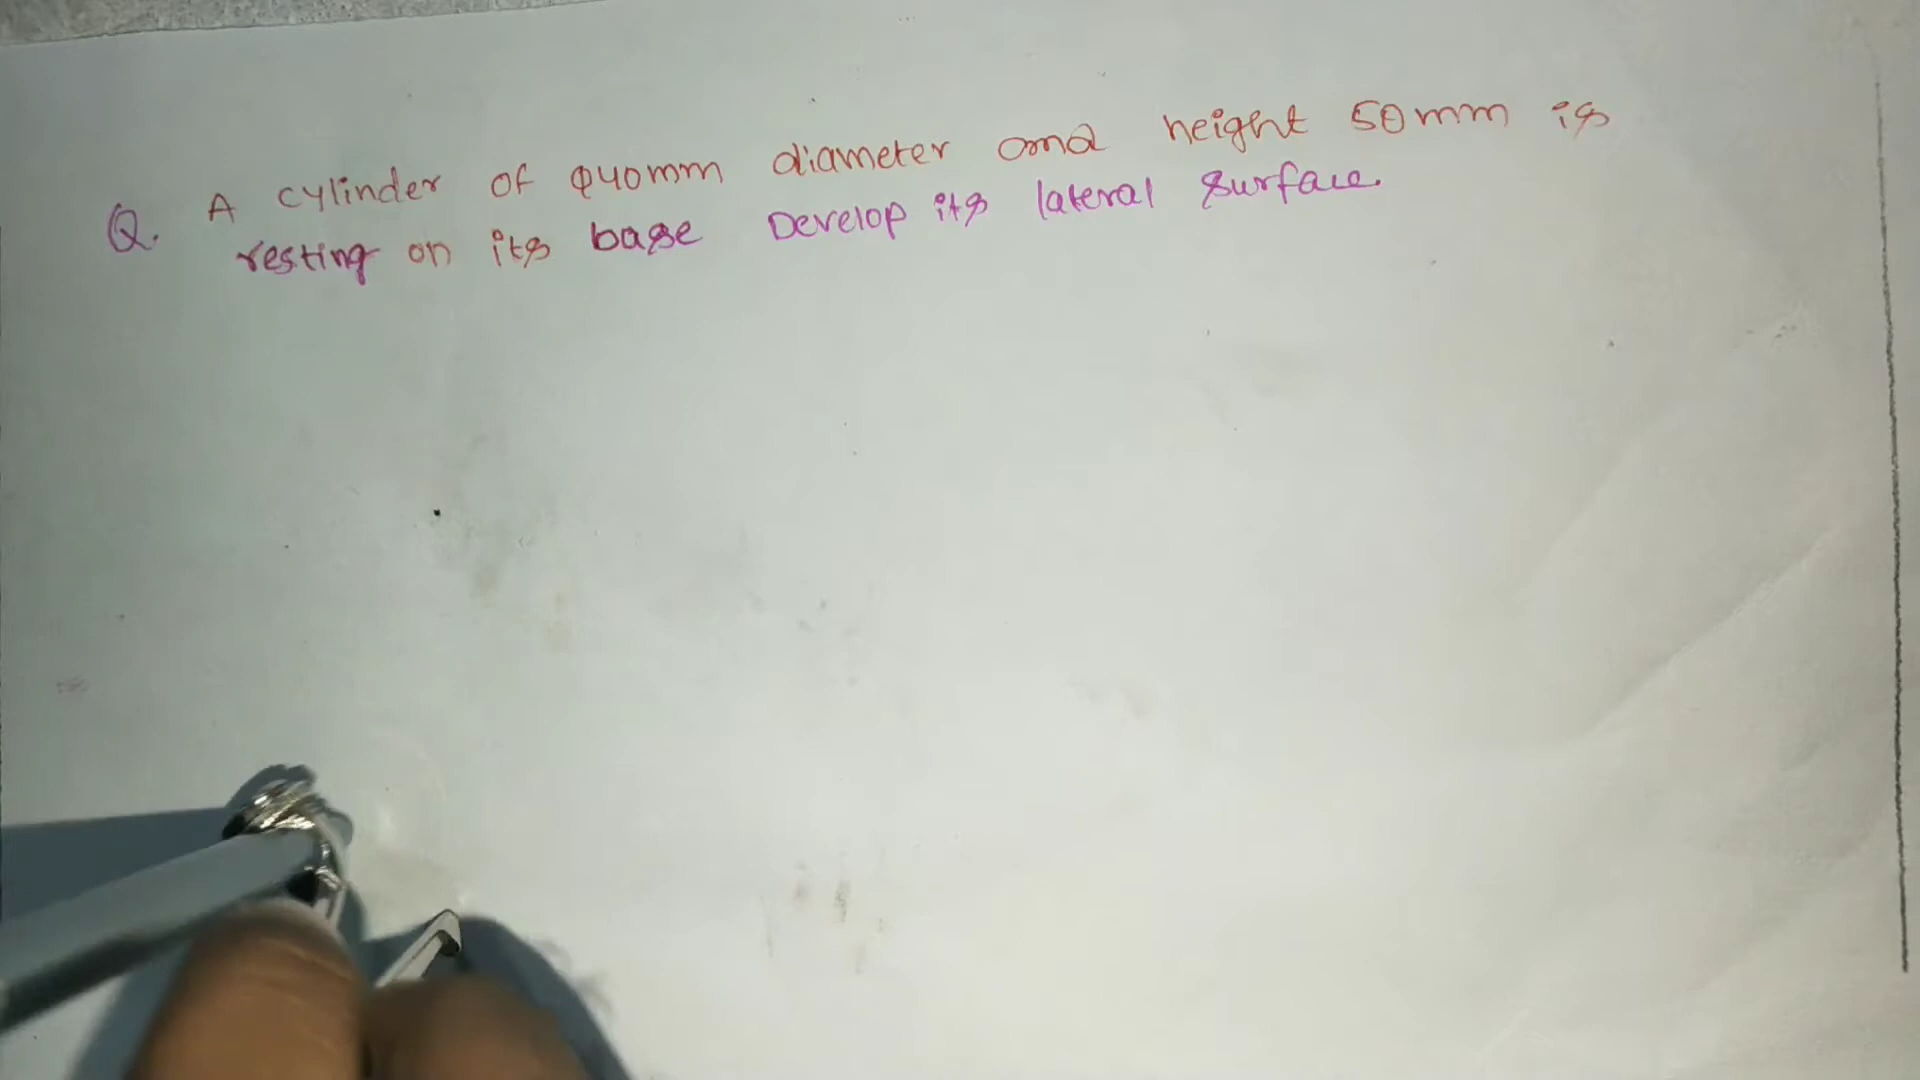 Q. A cylinder of φ40mm diameter and height 50mm is
resting on its base Develop its lateral surface.